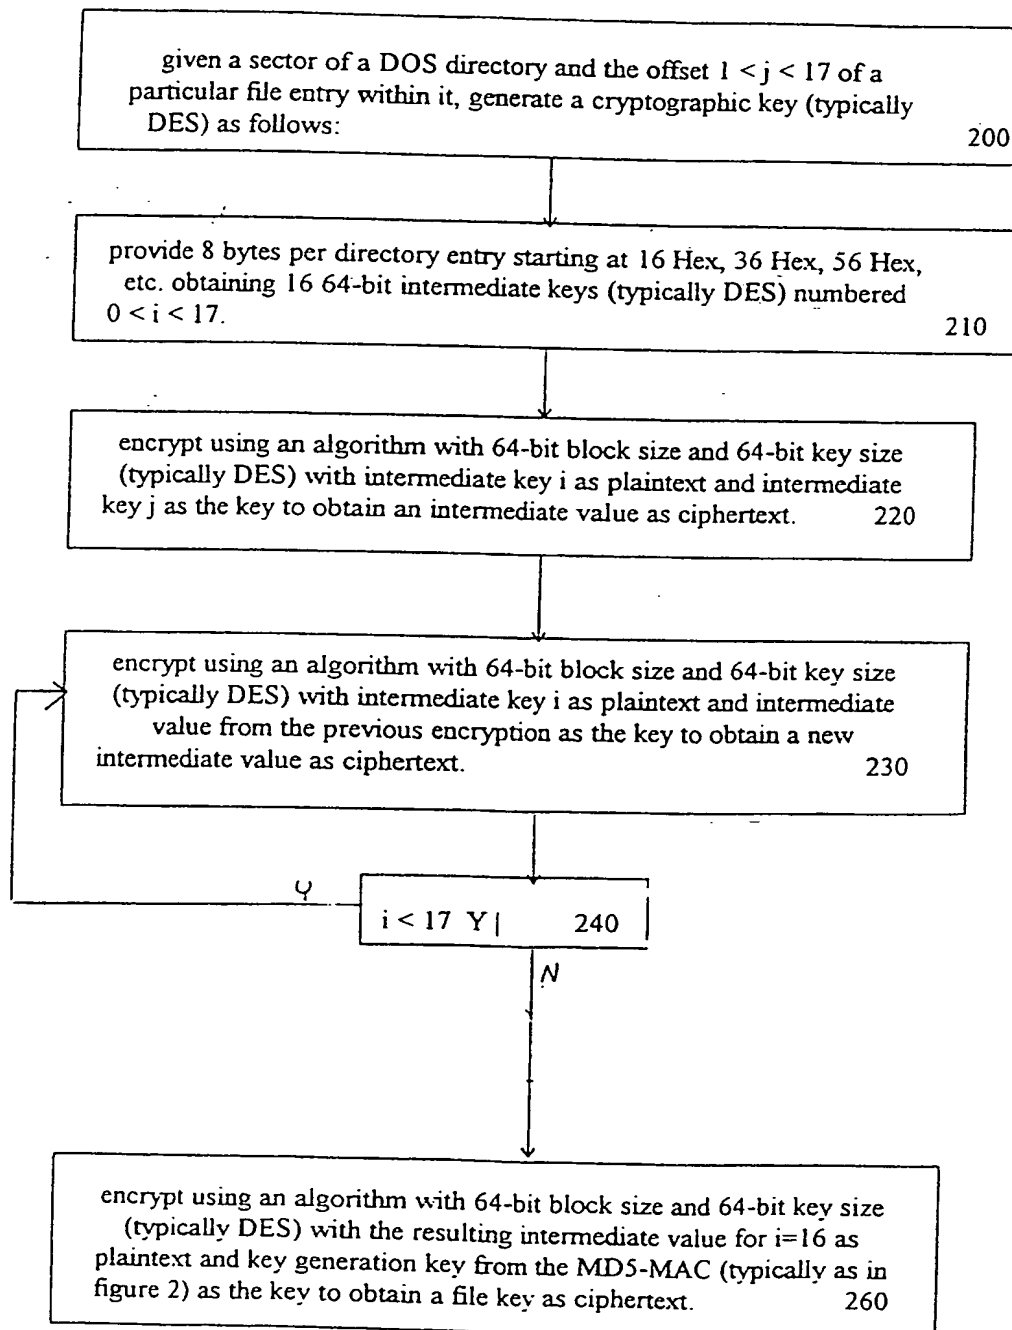 given a sector of a DOS directory and the offset 1 < j < 17 of a
particular file entry within it, generate a cryptographic key (typically
DES) as follows:
200
provide 8 bytes per directory entry starting at 16 Hex, 36 Hex, 56 Hex,
etc. obtaining 16 64-bit intermediate keys (typically DES) numbered
0 < i < 17.
210
encrypt using an algorithm with 64-bit block size and 64-bit key size
(typically DES) with intermediate key i as plaintext and intermediate
key j as the key to obtain an intermediate value as ciphertext. 220
encrypt using an algorithm with 64-bit block size and 64-bit key size
(typically DES) with intermediate key i as plaintext and intermediate
value from the previous encryption as the key to obtain a new
intermediate value as ciphertext. 230
Y
i < 17 Y | 240
N
encrypt using an algorithm with 64-bit block size and 64-bit key size
(typically DES) with the resulting intermediate value for i=16 as
plaintext and key generation key from the MD5-MAC (typically as in
figure 2) as the key to obtain a file key as ciphertext. 260